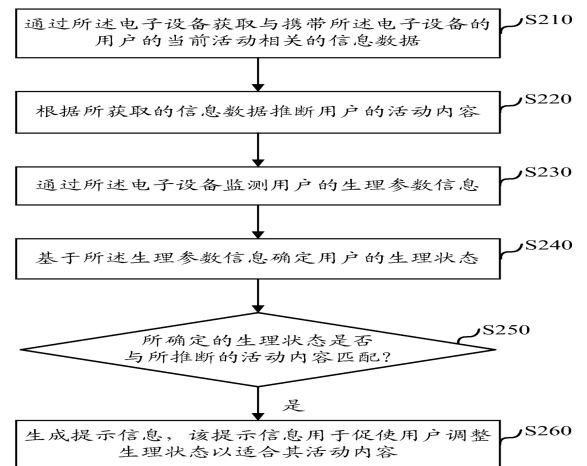 通过所述电子设备获取与携带所述电子设备的
用户的当前活动相关的信息数据
S210
根据所获取的信息数据推断用户的活动内容
S220
通过所述电子设备监测用户的生理参数信息
S230
基于所述生理参数信息确定用户的生理状态
S240
所确定的生理状态是否
与所推断的活动内容匹配?
S250
是
生成提示信息，该提示信息用于促使用户调整
生理状态以适合其活动内容
S260